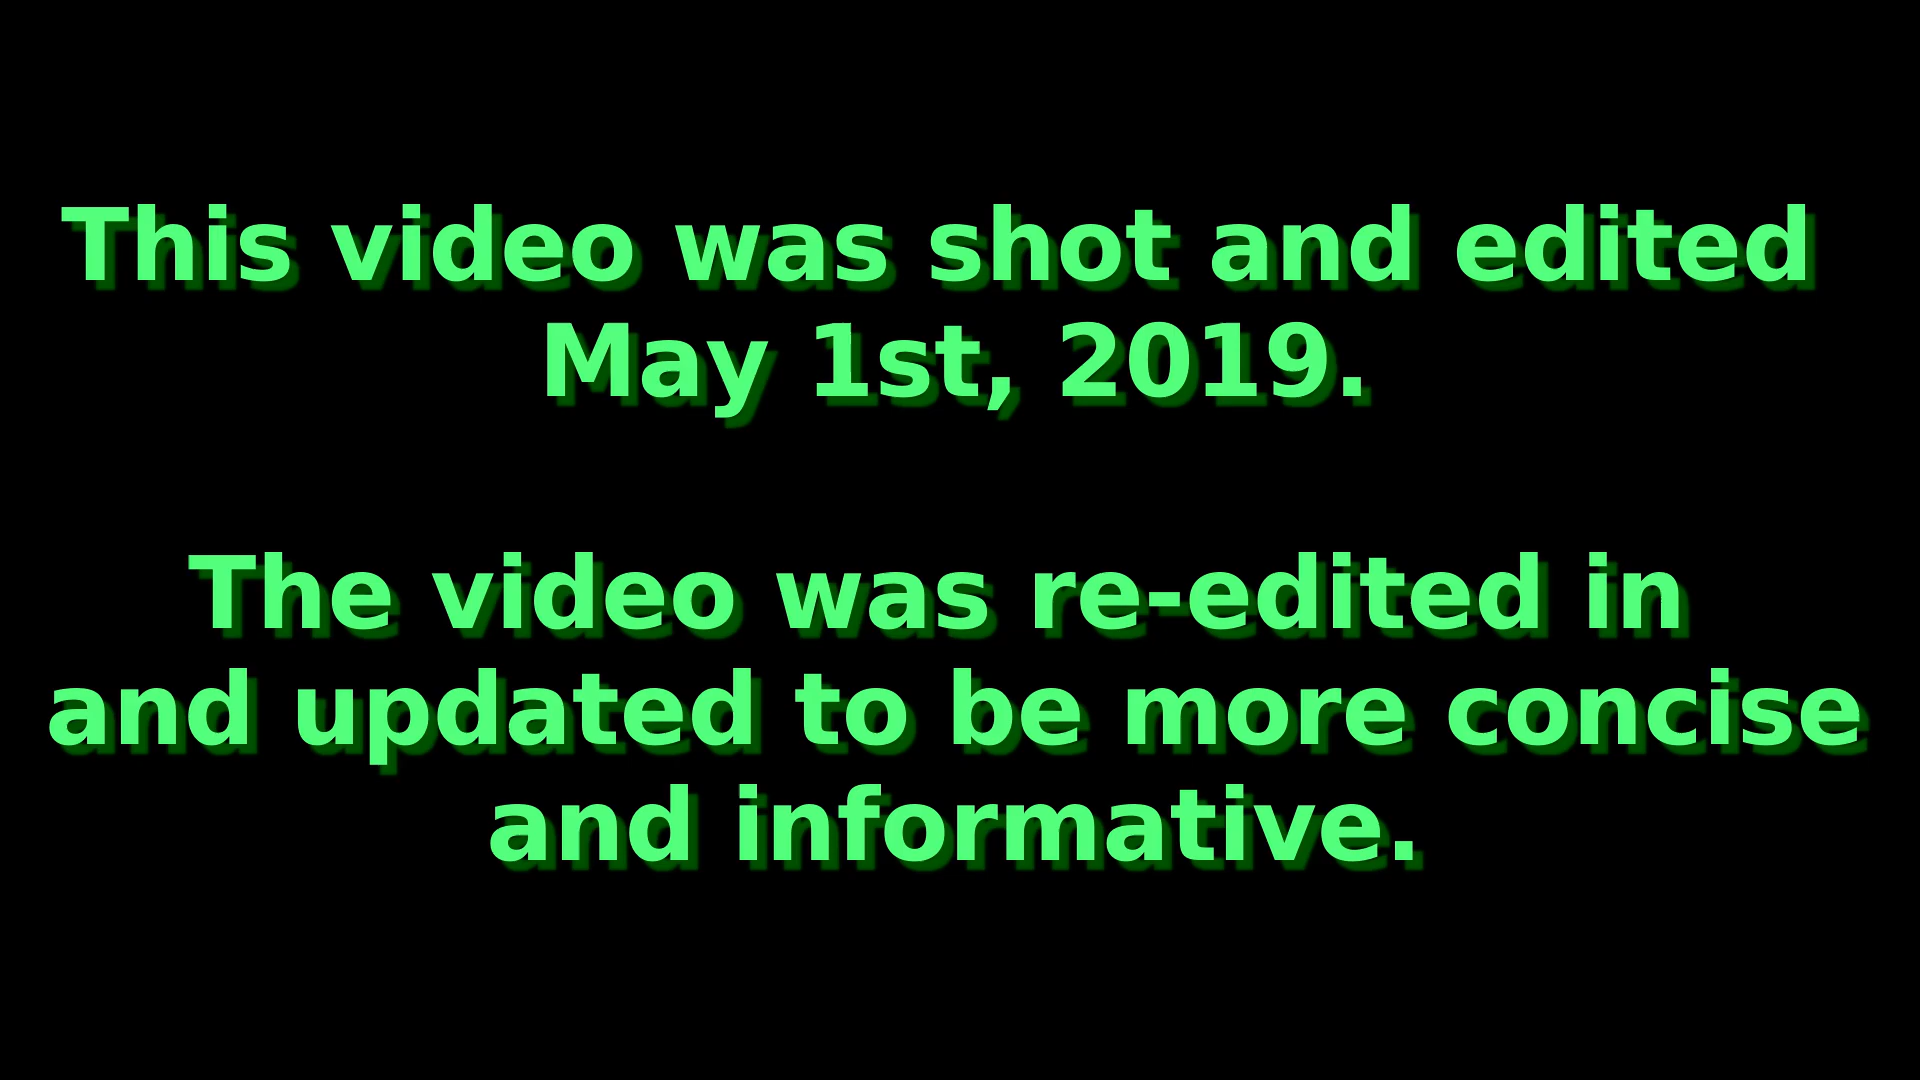 This video was shot and edited
May 1st, 2019.
The video was re-edited in
and updated to be more concise
and informative.